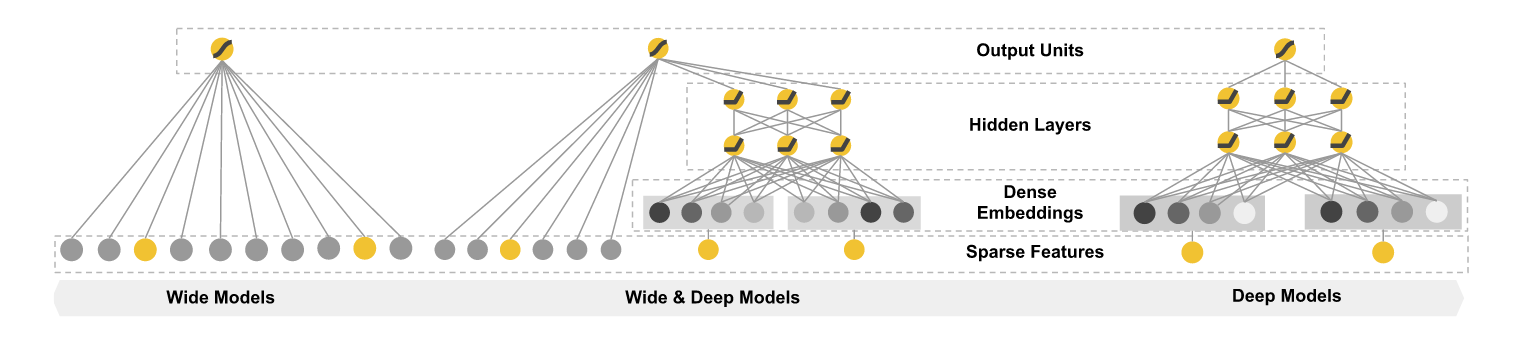 Output Units
Hidden Layers
Dense
Embeddings
Sparse Features
Wide Models
Wide & Deep Models
Deep Models